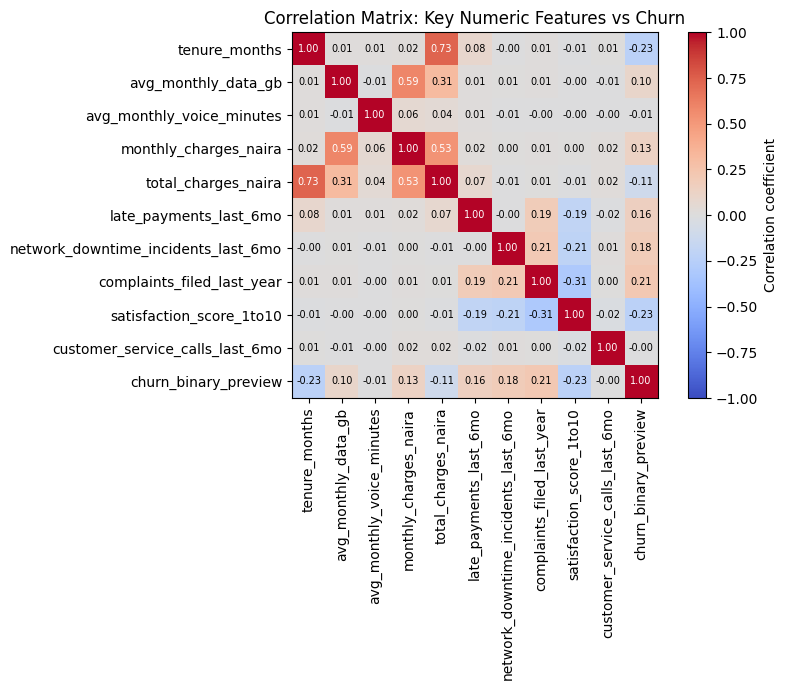 Correlation Matrix: Key Numeric Features vs Churn
tenure_months 1.00 0.01 0.01 0.02 0.73 0.08 -0.00 0.01 -0.01 0.01 -0.23
avg_monthly_data_gb 0.01 1.00 -0.01 0.59 0.31 0.01 0.01 0.01 -0.00 -0.01 0.10
avg_monthly_voice_minutes 0.01 -0.01 1.00 0.06 0.04 0.01 -0.01 -0.00 -0.00 -0.00 -0.01
monthly_charges_naira 0.02 0.59 0.06 1.00 0.53 0.02 0.00 0.01 0.00 0.02 0.13
total_charges_naira 0.73 0.31 0.04 0.53 1.00 0.07 -0.01 0.01 -0.01 0.02 -0.11
late_payments_last_6mo 0.08 0.01 0.01 0.02 0.07 1.00 -0.00 0.19 -0.19 -0.02 0.16
network_downtime_incidents_last_6mo -0.00 0.01 -0.01 0.00 -0.01 -0.00 1.00 0.21 -0.21 0.01 0.18
complaints_filed_last_year 0.01 0.01 -0.00 0.01 0.01 0.19 0.21 1.00 -0.31 0.00 0.21
satisfaction_score_1to10 -0.01 -0.00 -0.00 0.00 -0.01 -0.19 -0.21 -0.31 1.00 -0.02 -0.23
customer_service_calls_last_6mo 0.01 -0.01 -0.00 0.02 0.02 -0.02 0.01 0.00 -0.02 1.00 -0.00
churn_binary_preview -0.23 0.10 -0.01 0.13 -0.11 0.16 0.18 0.21 -0.23 -0.00 1.00
tenure_months
avg_monthly_data_gb
avg_monthly_voice_minutes
monthly_charges_naira
total_charges_naira
late_payments_last_6mo
network_downtime_incidents_last_6mo
complaints_filed_last_year
satisfaction_score_1to10
customer_service_calls_last_6mo
churn_binary_preview
1.00
0.75
0.50
0.25
0.00
−0.25
−0.50
−0.75
−1.00
Correlation coefficient